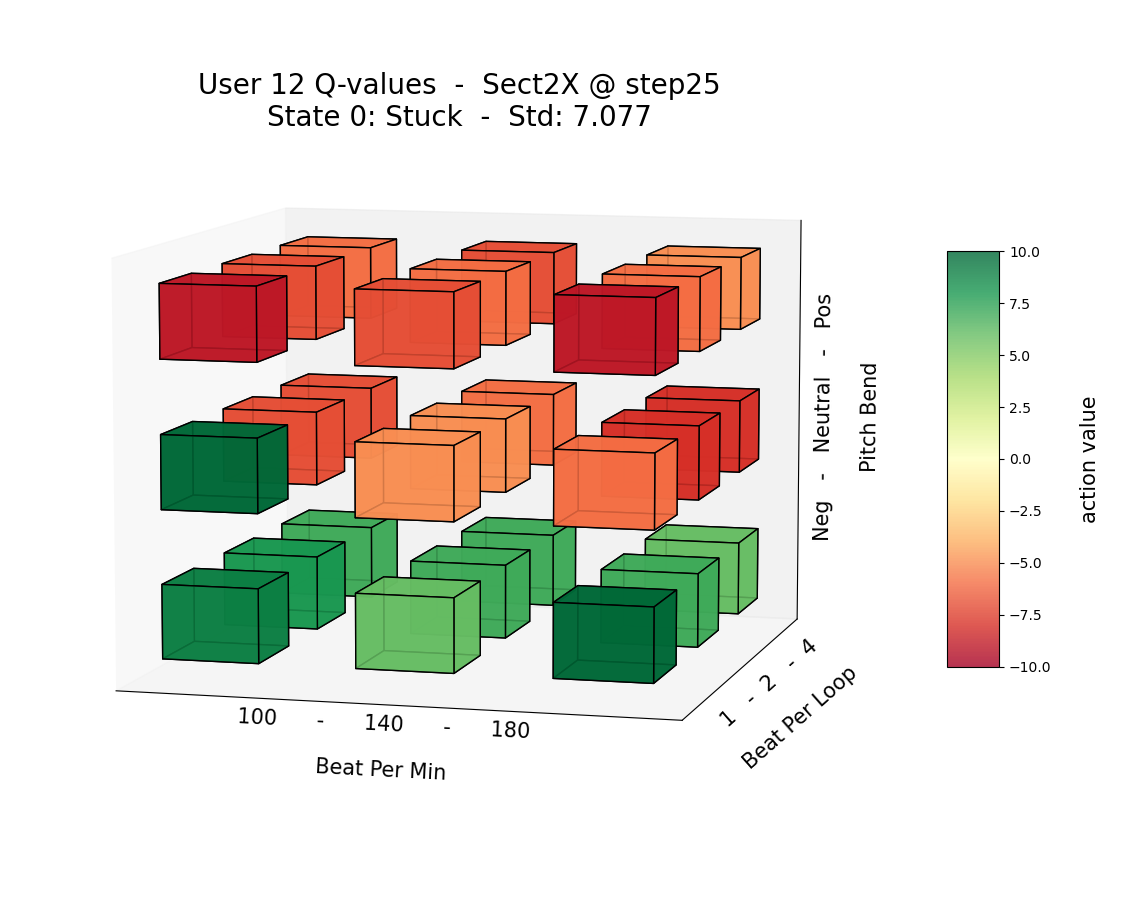 User 12 Q-values  -  Sect2X @ step25
State 0: Stuck  -  Std: 7.077
Neg  -  Neutral  -  Pos
Pitch Bend
100  -  140  -  180
Beat Per Min
1  -  2  -  4
Beat Per Loop
10.0
7.5
5.0
2.5
0.0
−2.5
−5.0
−7.5
−10.0
action value